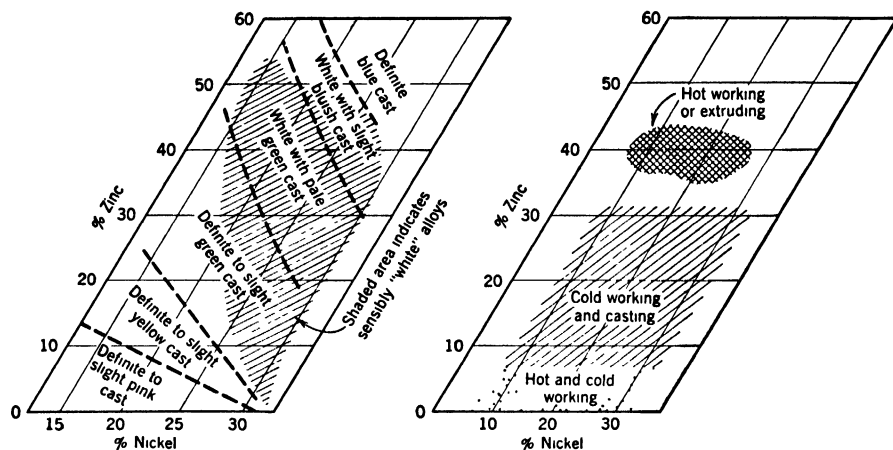 60
50
40
30
20
10
0
% Zinc
15
20
25
30
% Nickel
Definite
blue cast
White with slight
bluish cast
White with pale
green cast
Definite to slight
green cast
Definite to slight
yellow cast
Definite to
slight pink
cast
Shaded area indicates
sensibly "white" alloys
60
50
40
30
20
10
0
% Zinc
10
20
30
% Nickel
Hot working
or extruding
Cold working
and casting
Hot and cold
working